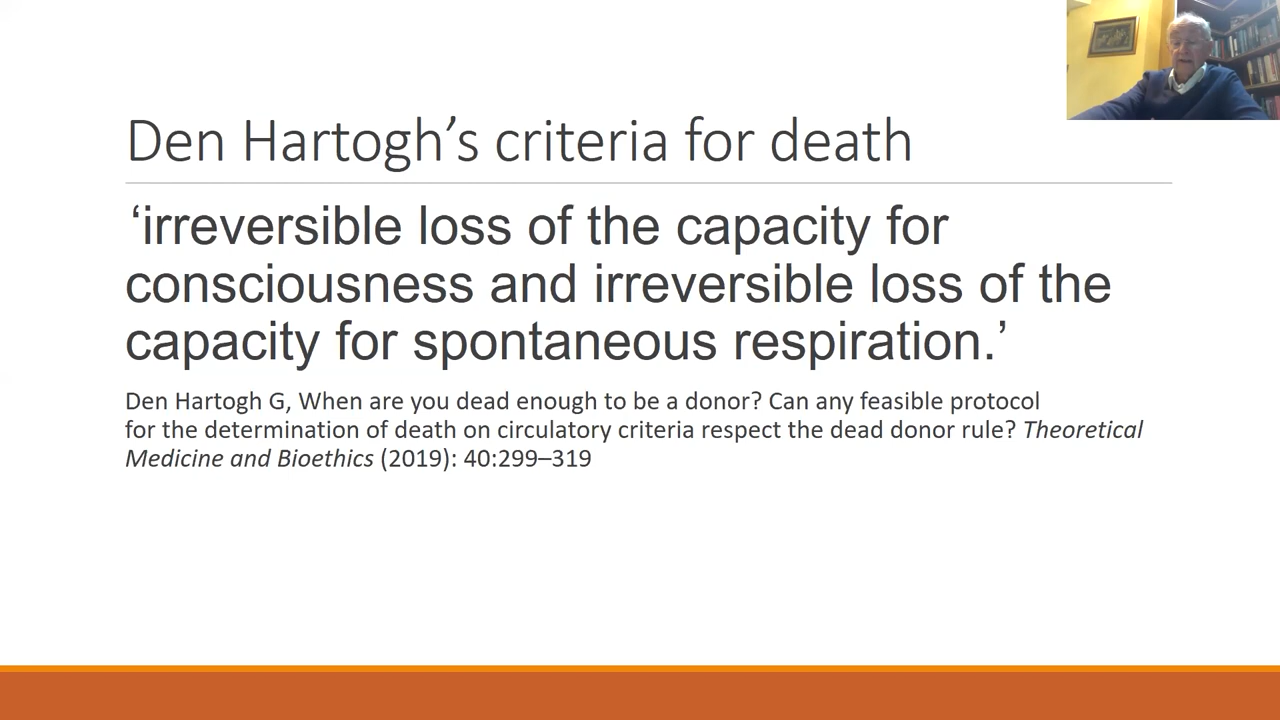 Den Hartogh’s criteria for death
‘irreversible loss of the capacity for
consciousness and irreversible loss of the
capacity for spontaneous respiration.’
Den Hartogh G, When are you dead enough to be a donor? Can any feasible protocol
for the determination of death on circulatory criteria respect the dead donor rule? Theoretical
Medicine and Bioethics (2019): 40:299–319